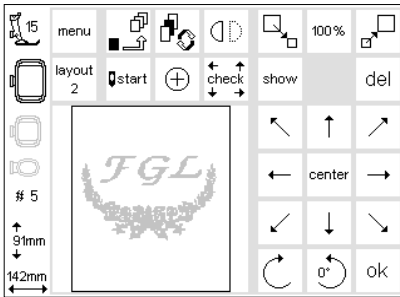 15 menu 100%
layout
2
start check show del
FGL
center
# 5
91mm
142mm
0° ok